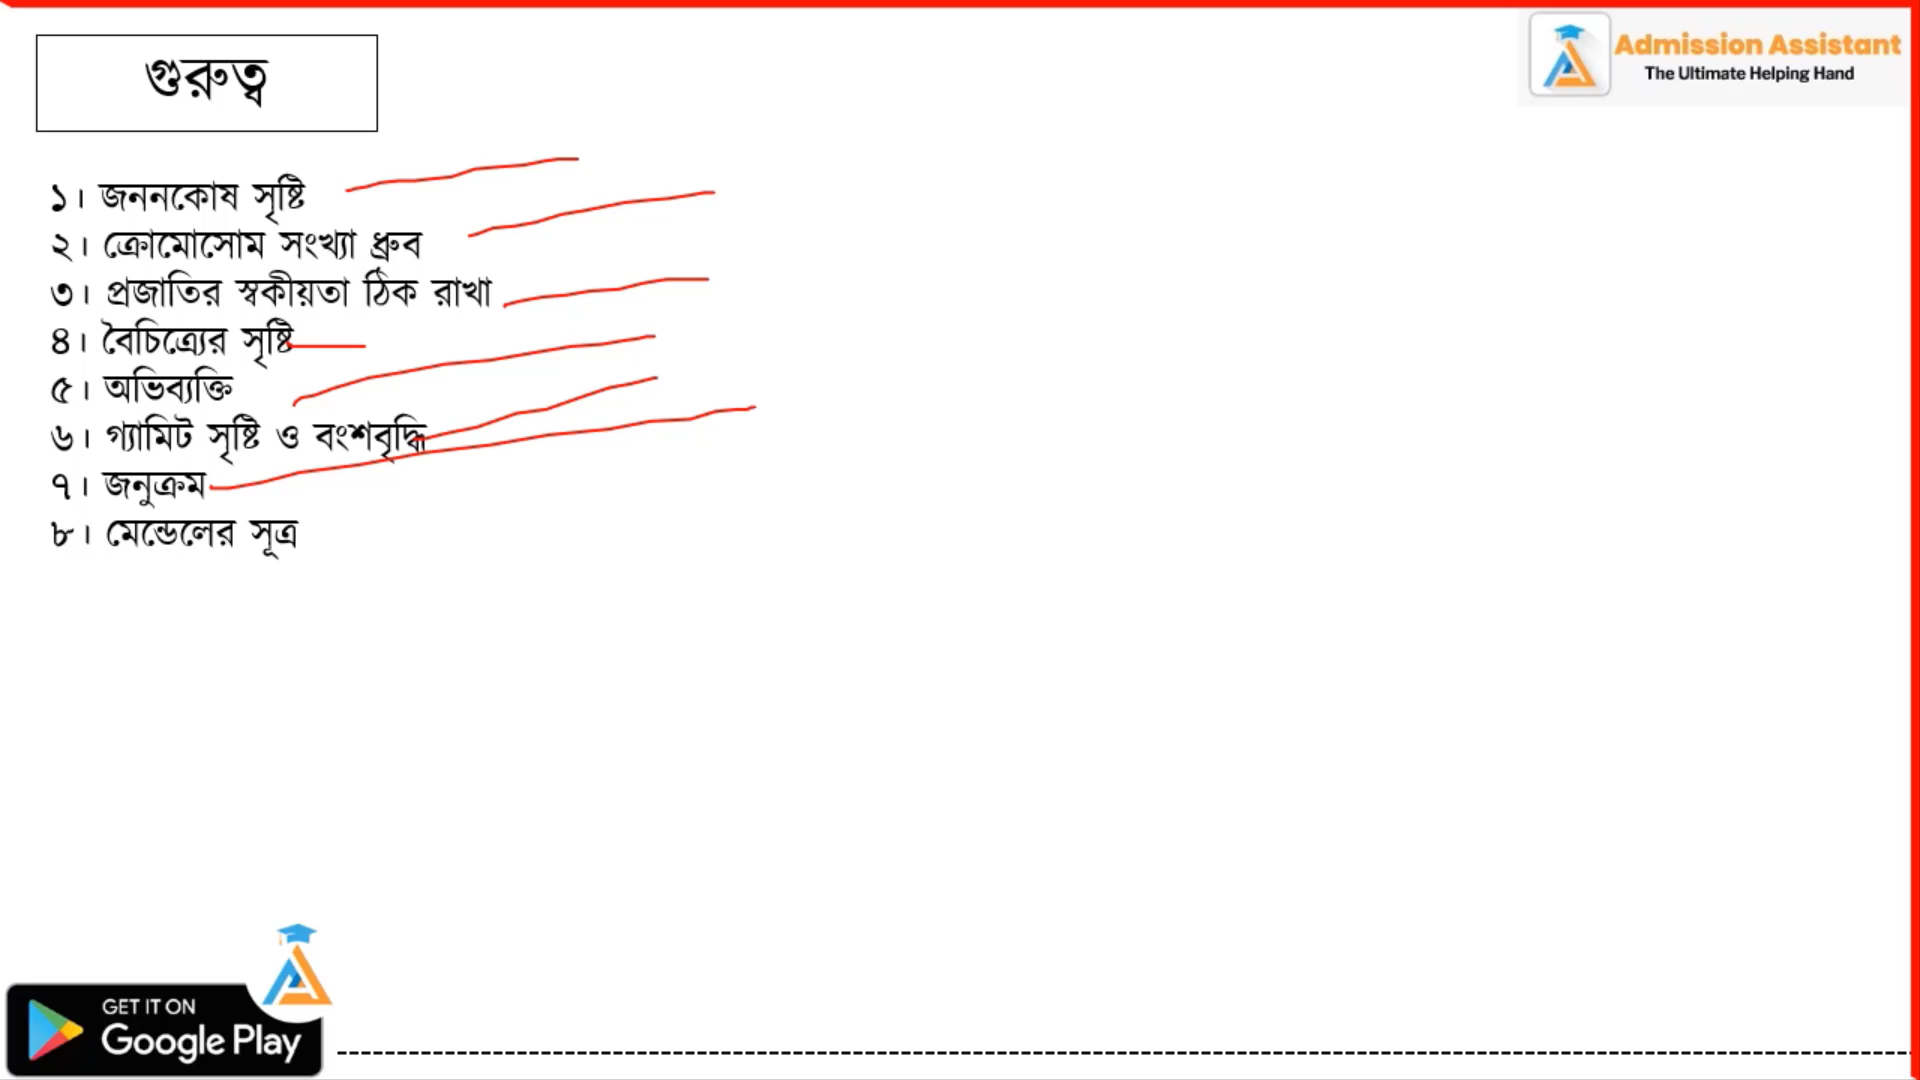 গুরুত্ব
Admission Assistant
The Ultimate Helping Hand
১। জননকোষ সৃষ্টি
২। ক্রোমোসোম সংখ্যা ধ্রুব
৩। প্রজাতির স্বকীয়তা ঠিক রাখা
৪। বৈচিত্র্যের সৃষ্টি
৫। অভিব্যক্তি
৬। গ্যামিট সৃষ্টি ও বংশবৃদ্ধি
৭। জনুক্রম
৮। মেন্ডেলের সূত্র
GET IT ON
Google Play